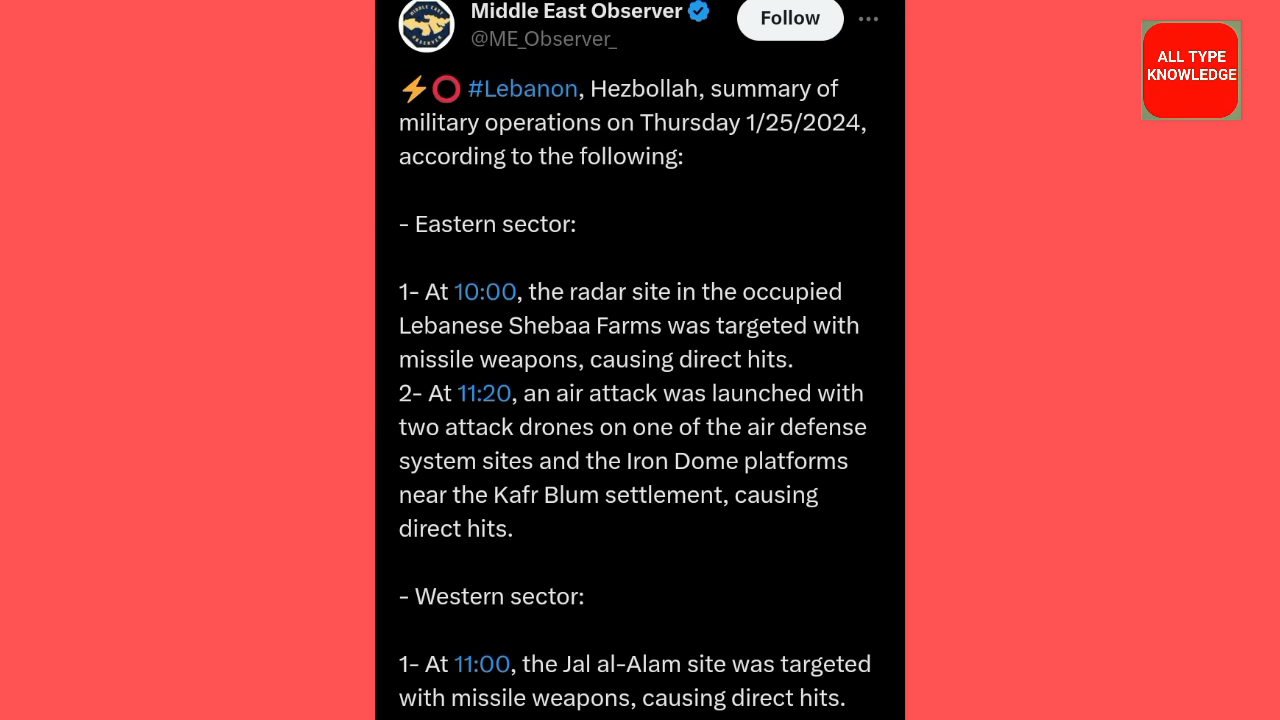 Middle East Observer
Follow
@ME_Observer_
ALL TYPE
KNOWLEDGE
⚡⭕ #Lebanon, Hezbollah, summary of
military operations on Thursday 1/25/2024,
according to the following:
- Eastern sector:
1- At 10:00, the radar site in the occupied
Lebanese Shebaa Farms was targeted with
missile weapons, causing direct hits.
2- At 11:20, an air attack was launched with
two attack drones on one of the air defense
system sites and the Iron Dome platforms
near the Kafr Blum settlement, causing
direct hits.
- Western sector:
1- At 11:00, the Jal al-Alam site was targeted
with missile weapons, causing direct hits.